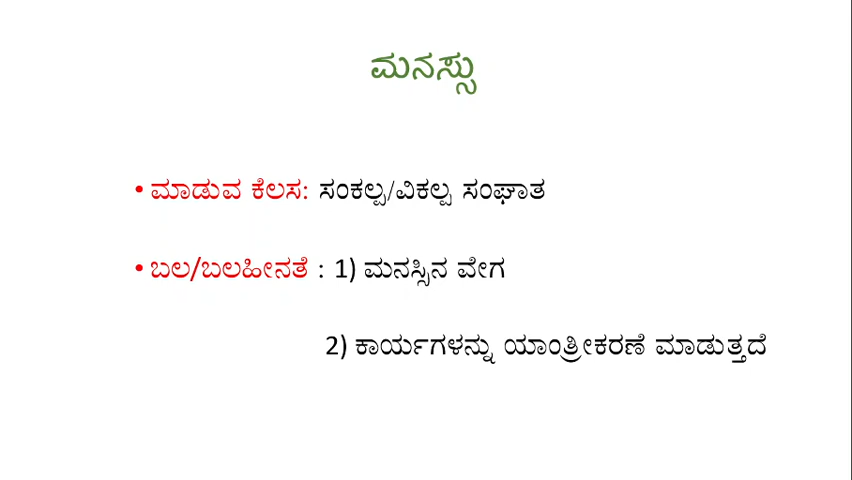 ಮನಸ್ಸು
• ಮಾಡುವ ಕೆಲಸ: ಸಂಕಲ್ಪ/ವಿಕಲ್ಪ ಸಂಘಾತ
• ಬಲ/ಬಲಹೀನತೆ : 1) ಮನಸ್ಸಿನ ವೇಗ
2) ಕಾರ್ಯಗಳನ್ನು ಯಾಂತ್ರೀಕರಣೆ ಮಾಡುತ್ತದೆ